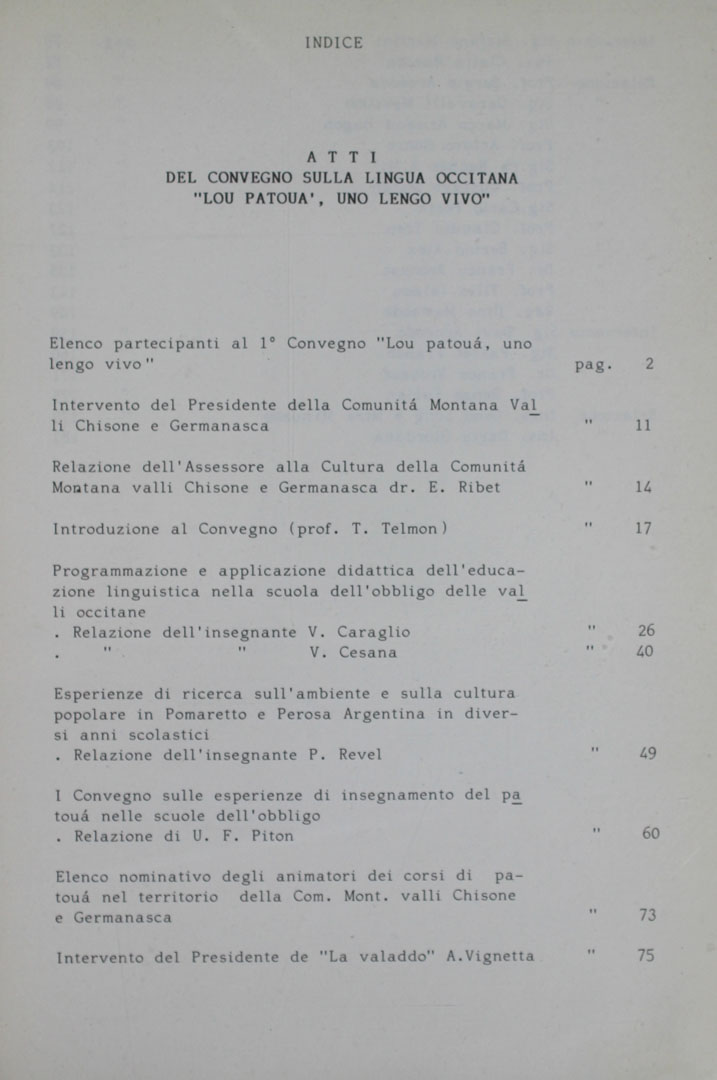 INDICE
A T T I
DEL CONVEGNO SULLA LINGUA OCCITANA
"LOU PATOUA', UNO LENGO VIVO"
Elenco partecipanti al 1° Convegno "Lou patouá, uno
lengo vivo" pag. 2
Intervento del Presidente della Comunitá Montana Val
li Chisone e Germanasca " 11
Relazione dell'Assessore alla Cultura della Comunitá
Montana valli Chisone e Germanasca dr. E. Ribet " 14
Introduzione al Convegno (prof. T. Telmon) " 17
Programmazione e applicazione didattica dell'educa-
zione linguistica nella scuola dell'obbligo delle val
li occitane
. Relazione dell'insegnante V. Caraglio " 26
. " " V. Cesana " 40
Esperienze di ricerca sull'ambiente e sulla cultura
popolare in Pomaretto e Perosa Argentina in diver-
si anni scolastici
. Relazione dell'insegnante P. Revel " 49
I Convegno sulle esperienze di insegnamento del pa
touá nelle scuole dell'obbligo
. Relazione di U. F. Piton " 60
Elenco nominativo degli animatori dei corsi di pa-
touá nel territorio della Com. Mont. valli Chisone
e Germanasca " 73
Intervento del Presidente de "La valaddo" A.Vignetta " 75